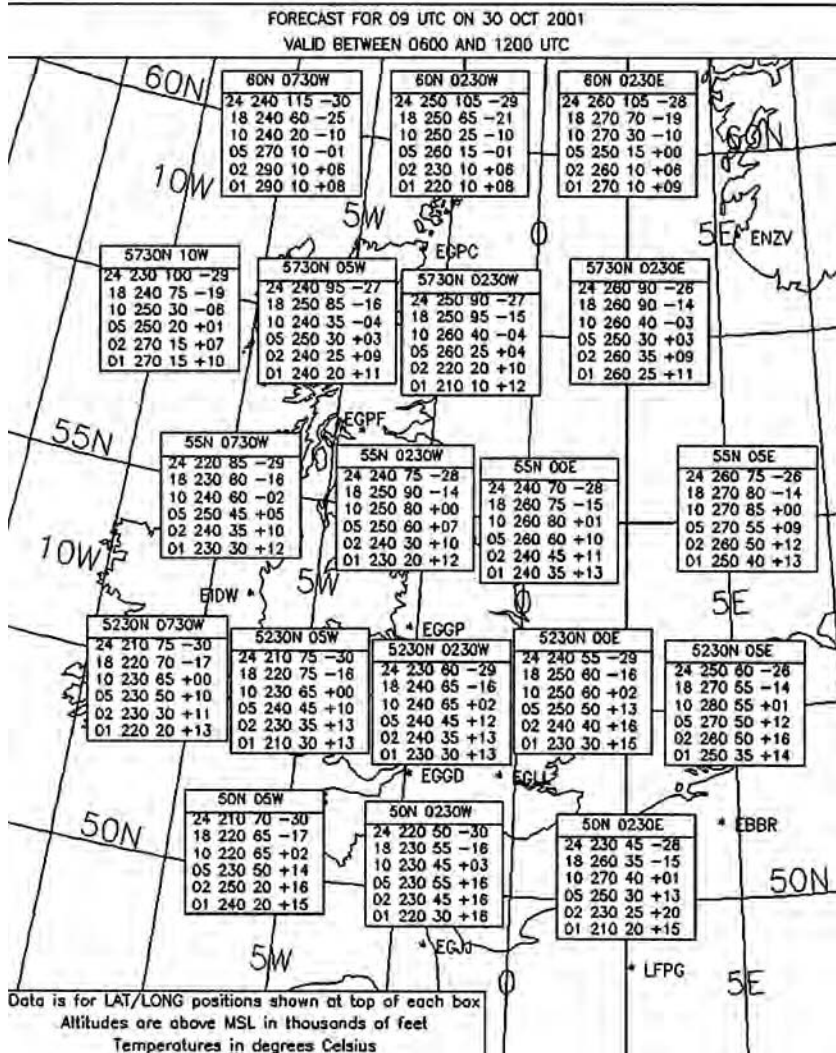 FORECAST FOR 09 UTC ON 30 OCT 2001
VALID BETWEEN 0600 AND 1200 UTC
60N
60N 0730W
24 240 115 -30
18 240 60 -25
10 240 20 -10
05 270 10 -01
02 290 10 +06
01 290 10 +08
60N 0230W
24 250 105 -29
18 250 65 -21
10 250 25 -10
05 260 15 -01
02 230 10 +06
01 220 10 +08
60N 0230E
24 260 105 -28
18 270 70 -19
10 270 30 -10
05 250 15 +00
02 260 10 +06
01 270 10 +09
60N
10W
5W
0
5E
ENZV
EGPC
5730N 10W
24 230 100 -29
18 240 75 -19
10 250 30 -06
05 250 20 +01
02 270 15 +07
01 270 15 +10
5730N 05W
24 240 95 -27
18 250 85 -16
10 240 35 -04
05 250 30 +03
02 240 25 +09
01 240 20 +11
5730N 0230W
24 250 90 -27
18 250 95 -15
10 260 40 -04
05 260 25 +04
02 220 20 +10
01 210 10 +12
5730N 0230E
24 260 90 -26
18 260 90 -14
10 260 40 -03
05 250 30 +03
02 260 35 +09
01 260 25 +11
EGPF
55N
55N 0730W
24 220 85 -29
18 230 80 -16
10 240 60 -02
05 250 45 +05
02 240 35 +10
01 230 30 +12
55N 0230W
24 240 75 -28
18 250 90 -14
10 250 80 +00
05 250 60 +07
02 240 30 +10
01 230 20 +12
55N 00E
24 240 70 -28
18 260 75 -15
10 260 80 +01
05 260 60 +10
02 240 45 +11
01 240 35 +13
55N 05E
24 260 75 -26
18 270 80 -14
10 270 85 +00
05 270 55 +09
02 260 50 +12
01 250 40 +13
10W
5W
EIDW
0
5E
EGGP
5230N 0730W
24 210 75 -30
18 220 70 -17
10 230 65 +00
05 230 50 +10
02 230 30 +11
01 220 20 +13
5230N 05W
24 210 75 -30
18 220 75 -16
10 230 65 +00
05 240 45 +10
02 230 35 +13
01 210 30 +13
5230N 0230W
24 230 60 -29
18 240 65 -16
10 240 65 +02
05 240 45 +12
02 240 35 +13
01 230 30 +13
5230N 00E
24 240 55 -29
18 250 60 -16
10 250 60 +02
05 250 50 +13
02 240 40 +16
01 230 30 +15
5230N 05E
24 250 60 -26
18 270 55 -14
10 280 55 +01
05 270 50 +12
02 260 50 +16
01 250 35 +14
EGGD
EGLL
50N
50N 05W
24 210 70 -30
18 220 65 -17
10 220 65 +02
05 230 50 +14
02 250 20 +16
01 240 20 +15
50N 0230W
24 220 50 -30
18 230 55 -16
10 230 45 +03
05 230 55 +16
02 230 45 +16
01 220 30 +16
50N 0230E
24 230 45 -28
18 260 35 -15
10 270 40 +01
05 250 30 +13
02 230 25 +20
01 210 20 +15
EBBR
50N
5W
EGJJ
0
LFPG
5E
Data is for LAT/LONG positions shown at top of each box
Altitudes are above MSL in thousands of feet
Temperatures in degrees Celsius